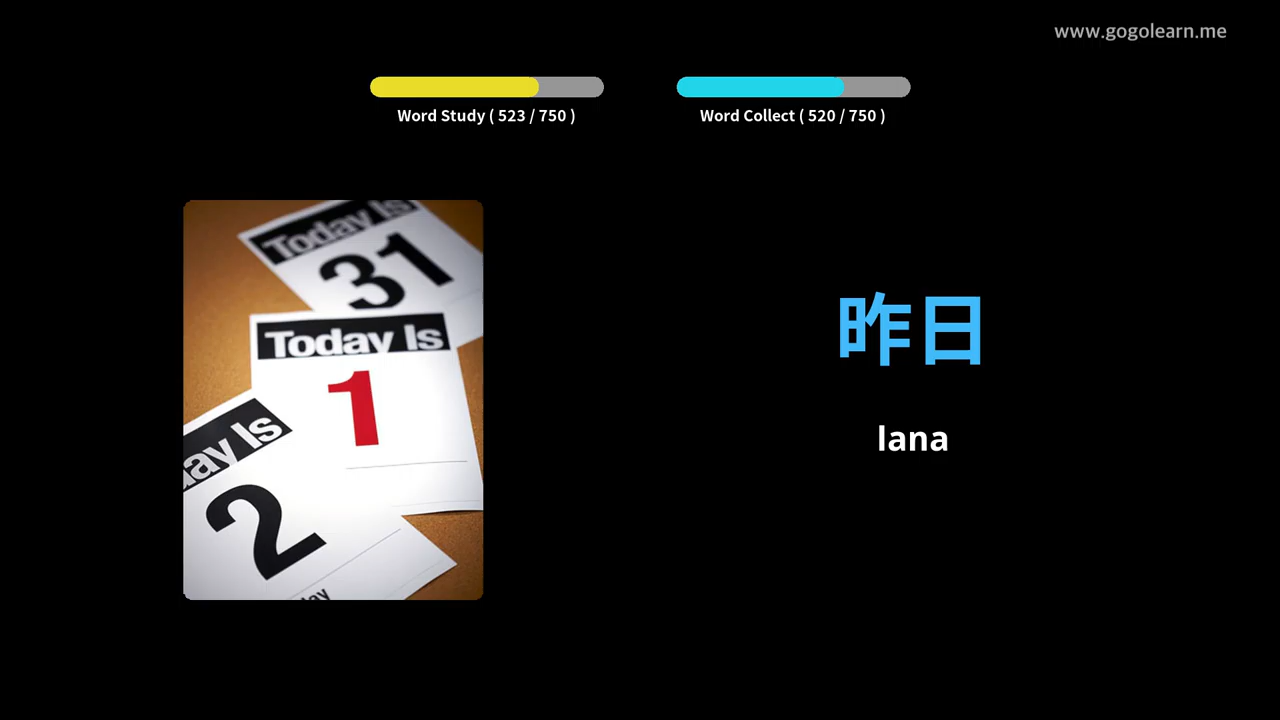 www.gogolearn.me
Word Study ( 523 / 750 )
Word Collect ( 520 / 750 )
Today Is
31
Today Is
1
ay Is
2
昨日
Jana